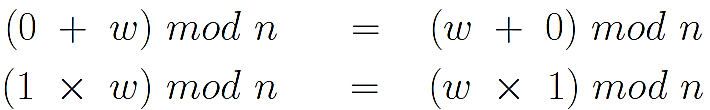 (0 + w) mod n = (w + 0) mod n
(1 × w) mod n = (w × 1) mod n